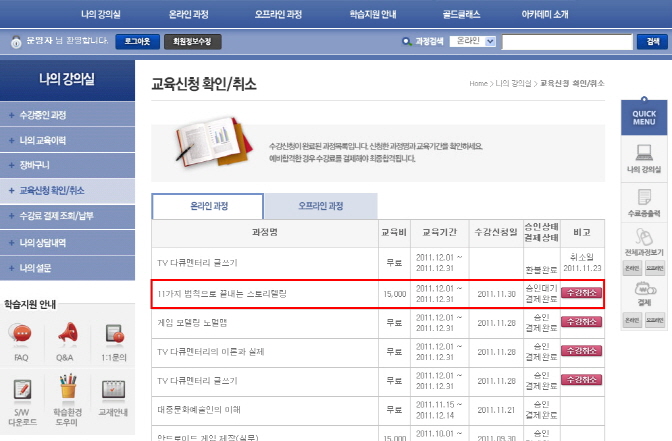 나의 강의실 온라인 과정 오프라인 과정 학습지원 안내 골드클래스 아카데미 소개
운영자 님 환영합니다. 로그아웃 회원정보수정 과정검색 온라인 검색
나의 강의실
수강중인 과정
나의 교육이력
장바구니
교육신청 확인/취소
수강료 결제 조회/납부
나의 상담내역
나의 설문
학습지원 안내
FAQ Q&A 1:1문의
S/W 다운로드 학습환경 도우미 교재안내
교육신청 확인/취소
Home > 나의 강의실 > 교육신청 확인/취소
수강신청이 완료된 과정목록입니다. 신청한 과정명과 교육기간를 확인하세요.
예비합격한 경우 수강료를 결제해야 최종합격됩니다.
온라인 과정 오프라인 과정
과정명 교육비 교육기간 수강신청일 승인상태 결제상태 비고
TV 다큐멘터리 글쓰기 무료 2011.12.01 ~ 2011.12.31 환불완료 취소일 2011.11.29
11가지 법칙으로 끝내는 스토리텔링 15,000 2011.12.01 ~ 2011.12.31 2011.11.30 승인대기 결제완료 수강취소
게임 모델링 노멀맵 무료 2011.12.01 ~ 2011.12.31 2011.11.28 승인 결제완료 수강취소
TV 다큐멘터리의 이론과 실제 무료 2011.12.01 ~ 2011.12.31 2011.11.28 승인 결제완료 수강취소
TV 다큐멘터리 글쓰기 무료 2011.12.01 ~ 2011.12.31 2011.11.28 승인 결제완료 수강취소
대중문화예술인의 이해 무료 2011.11.15 ~ 2011.12.14 2011.11.21 승인 결제완료
안드로이드 게임 제작(실무) 15,000 2011.10.01 ~ 2011.09.30 승인
QUICK
MENU
나의 강의실
수료증출력
전체과정보기
온라인 오프라인
결제
온라인 오프라인